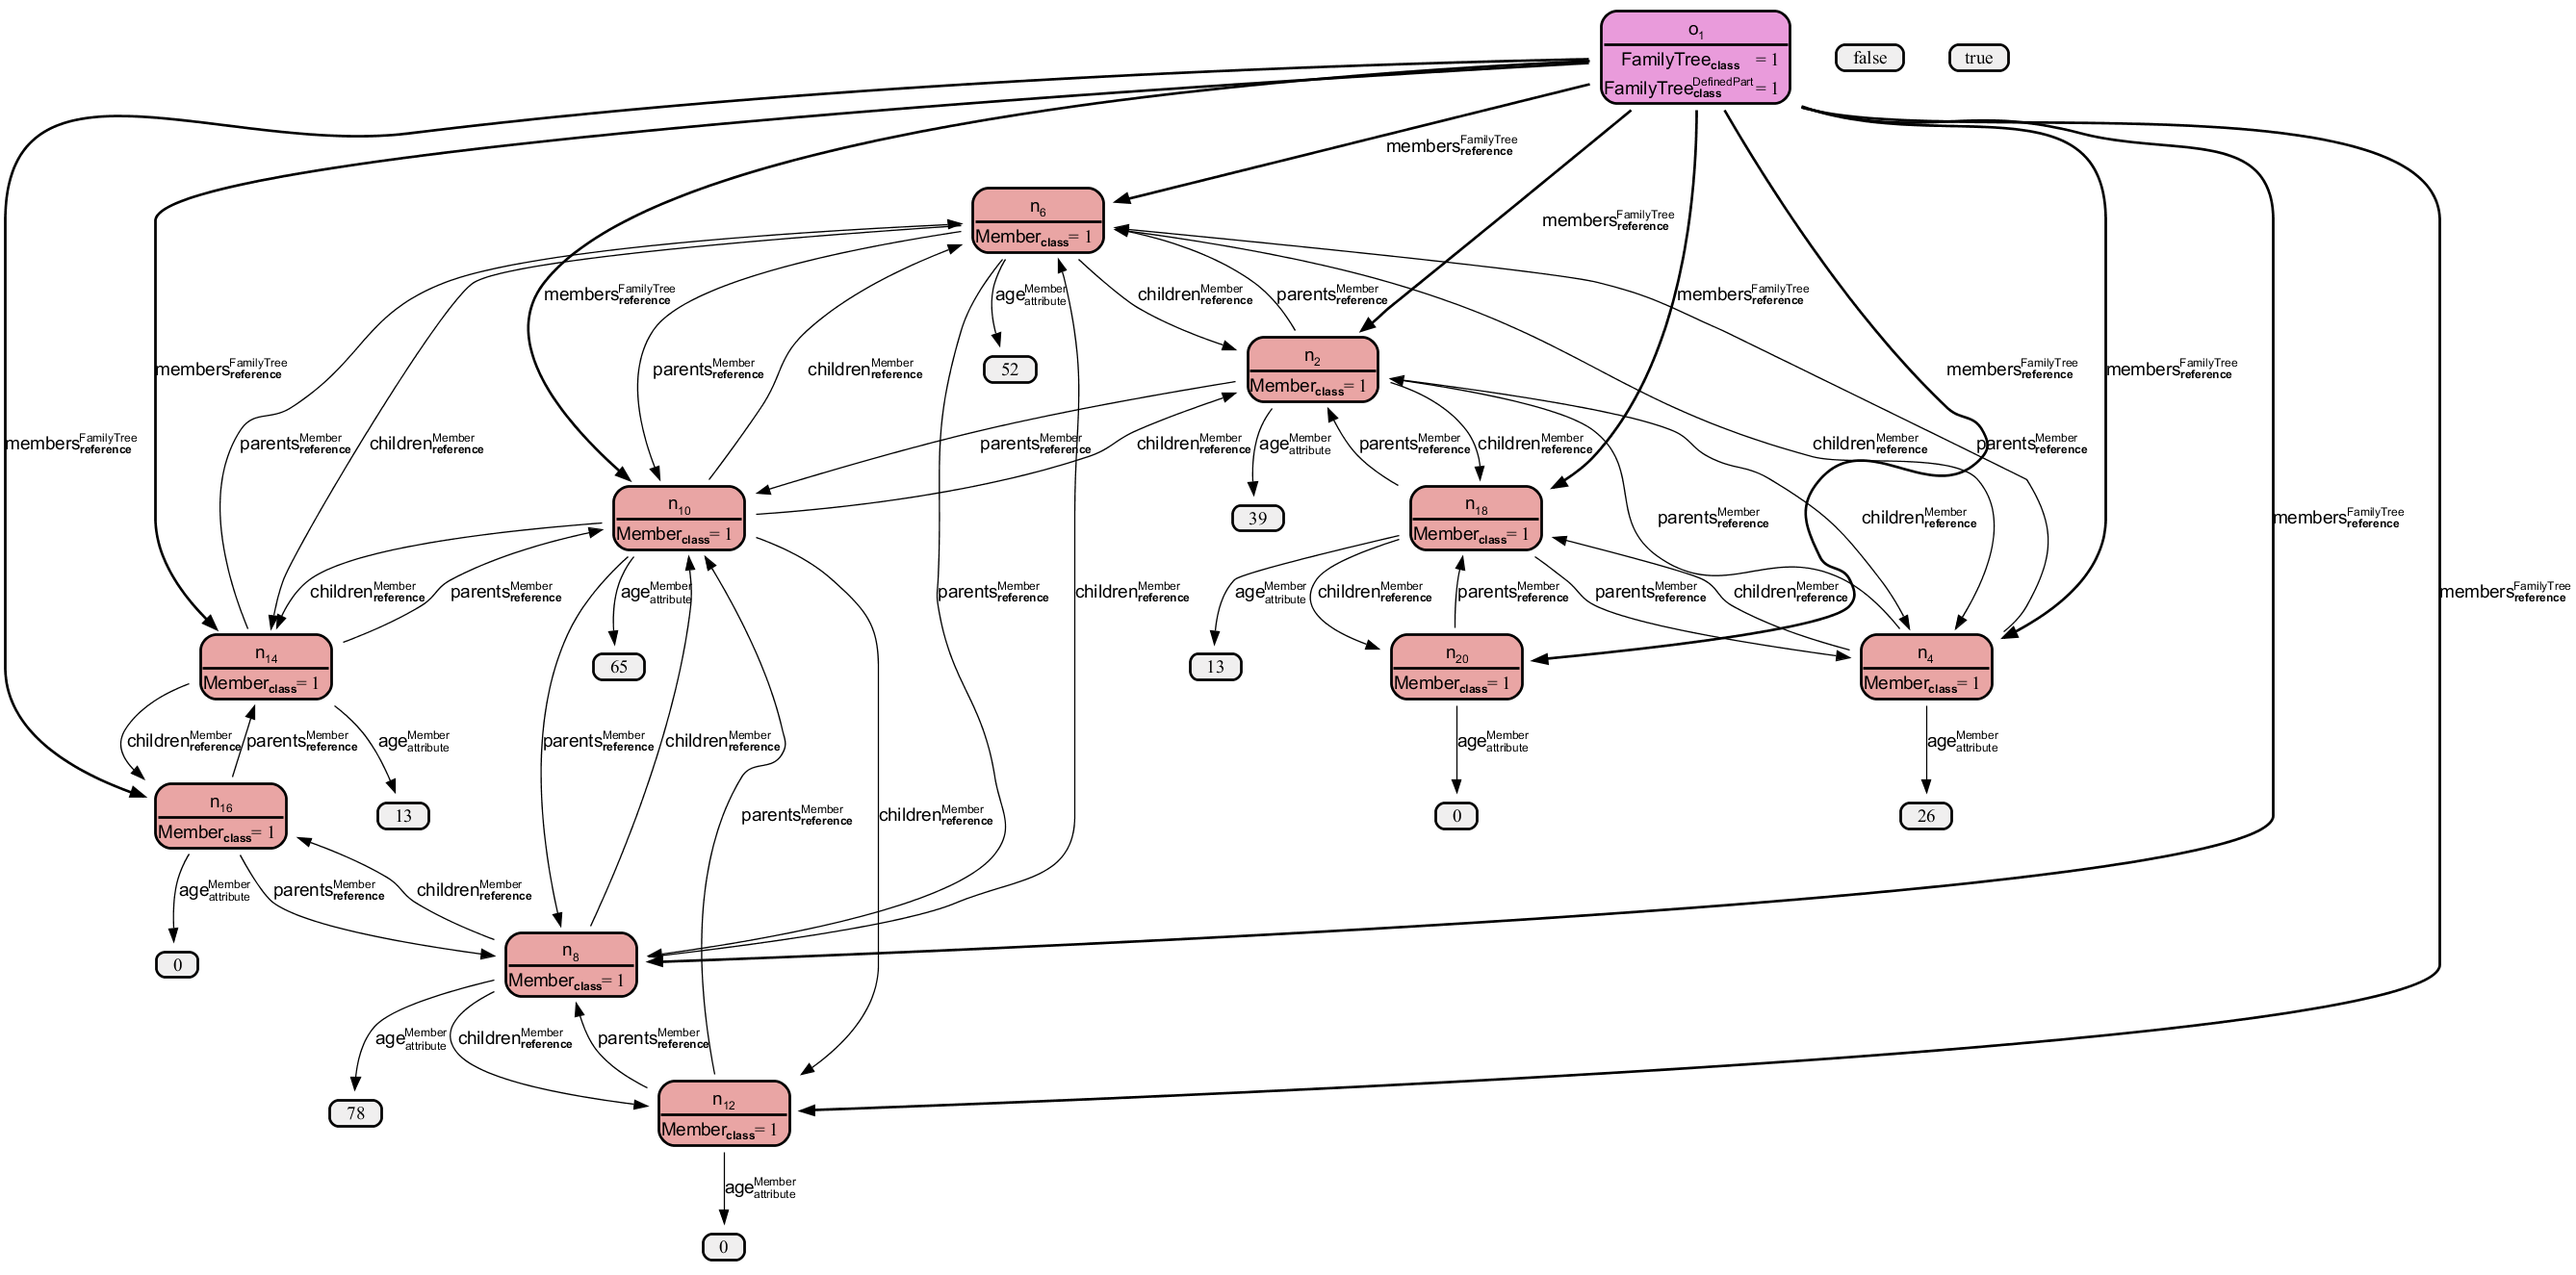 o1
FamilyTreeclass = 1
FamilyTreeDefinedPartclass = 1
false
true
membersFamilyTreereference
n6
Memberclass= 1
membersFamilyTreereference
membersFamilyTreereference
ageMemberattribute
childrenMemberreference
parentsMemberreference
membersFamilyTreereference
n2
Memberclass= 1
membersFamilyTreereference
parentsMemberreference
childrenMemberreference
52
membersFamilyTreereference
membersFamilyTreereference
membersFamilyTreereference
parentsMemberreference
childrenMemberreference
parentsMemberreference
childrenMemberreference
ageMemberattribute
parentsMemberreference
childrenMemberreference
childrenMemberreference
parentsMemberreference
n10
Memberclass= 1
39
n18
Memberclass= 1
parentsMemberreference
childrenMemberreference
membersFamilyTreereference
childrenMemberreference
parentsMemberreference
ageMemberattribute
parentsMemberreference
childrenMemberreference
ageMemberattribute
childrenMemberreference
parentsMemberreference
parentsMemberreference
childrenMemberreference
membersFamilyTreereference
n14
Memberclass= 1
65
13
n20
Memberclass= 1
n4
Memberclass= 1
childrenMemberreference
parentsMemberreference
ageMemberattribute
parentsMemberreference
childrenMemberreference
ageMemberattribute
ageMemberattribute
n16
Memberclass= 1
13
parentsMemberreference
childrenMemberreference
0
26
ageMemberattribute
parentsMemberreference
childrenMemberreference
0
n8
Memberclass= 1
ageMemberattribute
childrenMemberreference
parentsMemberreference
78
n12
Memberclass= 1
ageMemberattribute
0